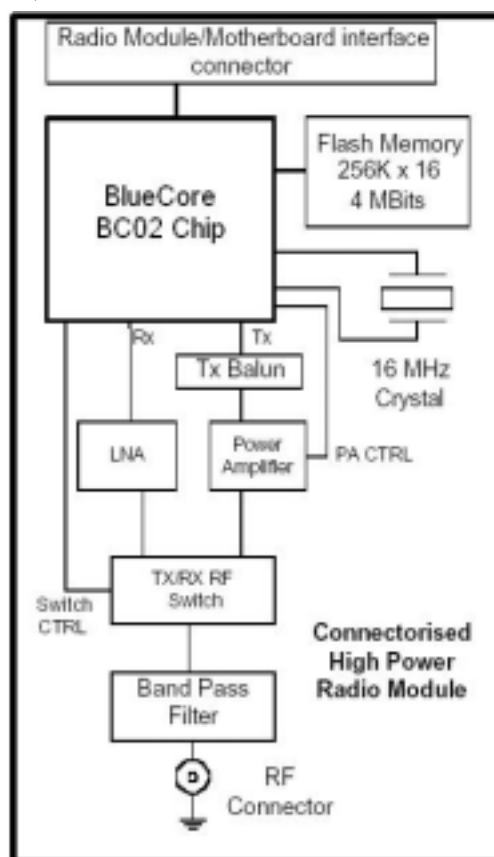 Radio Module/Motherboard interface
connector
BlueCore
BC02 Chip
Flash Memory
256K x 16
4 MBits
Rx
Tx
Tx Balun
16 MHz
Crystal
LNA
Power
Amplifier
PA CTRL
TX/RX RF
Switch
Switch
CTRL
Connectorised
High Power
Radio Module
Band Pass
Filter
RF
Connector